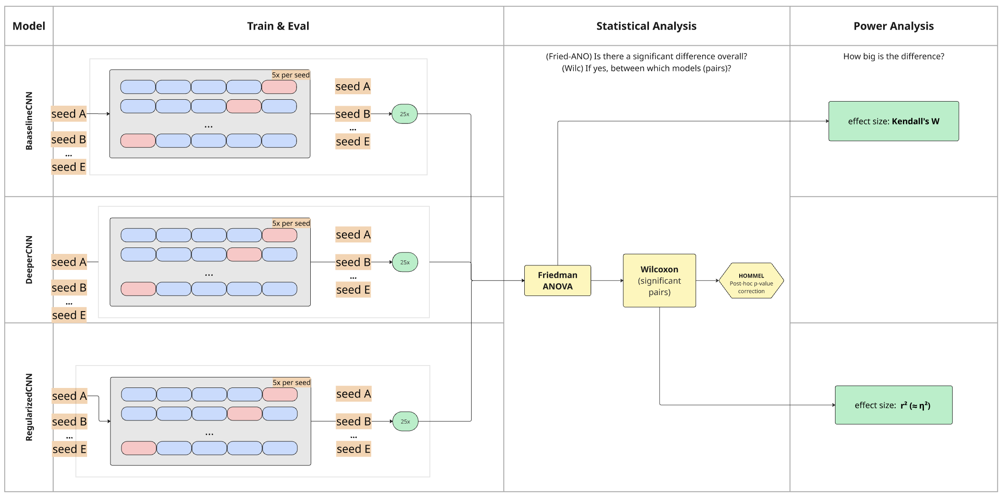 Model
Train & Eval
Statistical Analysis
Power Analysis
BaaselineCNN
seed A
seed B
...
seed E
5x per seed
...
seed A
seed B
...
seed E
25x
(Fried-ANO) Is there a significant difference overall?
(Wilc) If yes, between which models (pairs)?
How big is the difference?
effect size: Kendall's W
DeeperCNN
seed A
seed B
...
seed E
5x per seed
...
seed A
seed B
...
seed E
25x
Friedman
ANOVA
Wilcoxon
(significant
pairs)
HOMMEL
Post-hoc p-value
correction
RegularizedCNN
seed A
seed B
...
seed E
5x per seed
...
seed A
seed B
...
seed E
25x
effect size: r² (≈ η²)